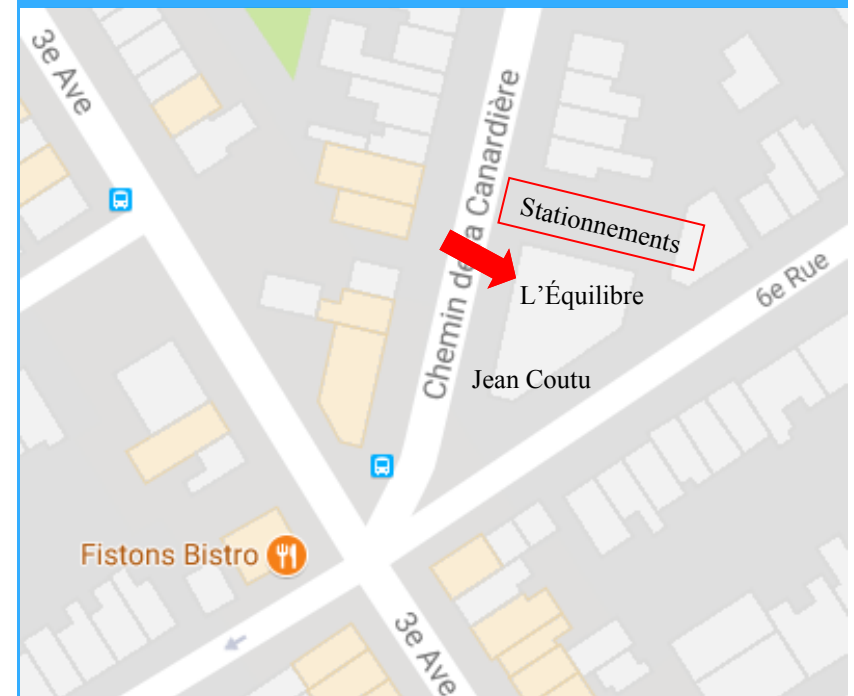 3e Ave
Chemin de la Canardière
Stationnements
L’Équilibre
6e Rue
Jean Coutu
Fistons Bistro
3e Ave